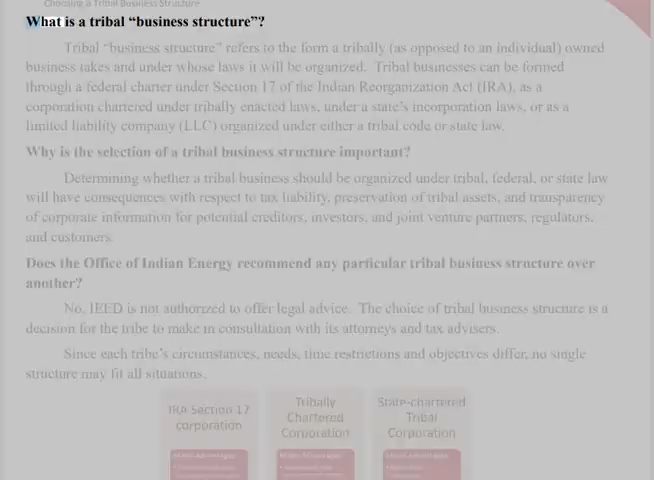 Choosing a Tribal Business Structure
What is a tribal “business structure”?
Tribal “business structure” refers to the form a tribally (as opposed to an individual) owned
business takes and under whose laws it will be organized. Tribal businesses can be formed
through a federal charter under Section 17 of the Indian Reorganization Act (IRA), as a
corporation chartered under tribally enacted laws, under a state’s incorporation laws, or as a
limited liability company (LLC) organized under either a tribal code or state law.
Why is the selection of a tribal business structure important?
Determining whether a tribal business should be organized under tribal, federal, or state law
will have consequences with respect to tax liability, preservation of tribal assets, and transparency
of corporate information for potential creditors, investors, and joint venture partners, regulators,
and customers.
Does the Office of Indian Energy recommend any particular tribal business structure over
another?
No, IEED is not authorized to offer legal advice. The choice of tribal business structure is a
decision for the tribe to make in consultation with its attorneys and tax advisers.
Since each tribe’s circumstances, needs, time restrictions and objectives differ, no single
structure may fit all situations.
IRA Section 17
corporation
Tribally
Chartered
Corporation
State-chartered
Tribal
Corporation